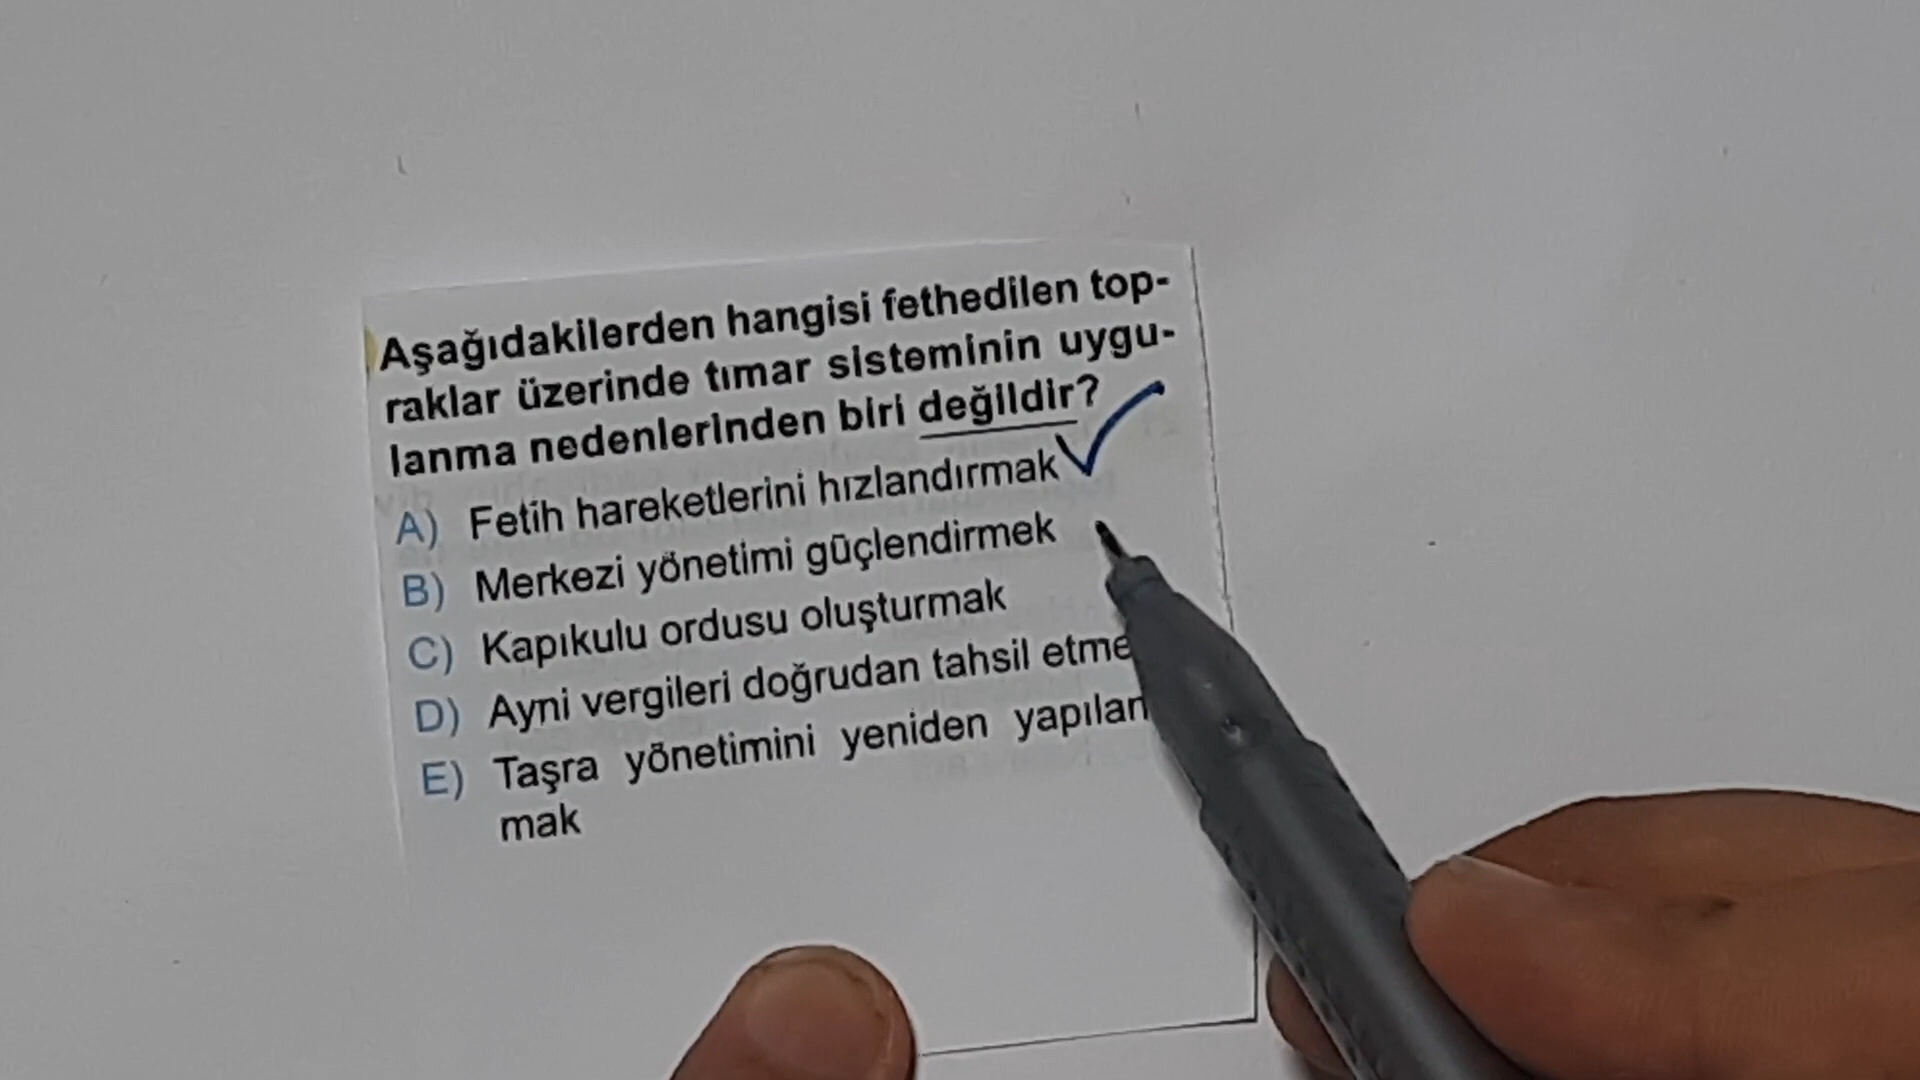 Aşağıdakilerden hangisi fethedilen top-
raklar üzerinde tımar sisteminin uygu-
lanma nedenlerinden biri değildir?
A) Fetih hareketlerini hızlandırmak
B) Merkezi yönetimi güçlendirmek
C) Kapıkulu ordusu oluşturmak
D) Ayni vergileri doğrudan tahsil etme
E) Taşra yönetimini yeniden yapılan
mak